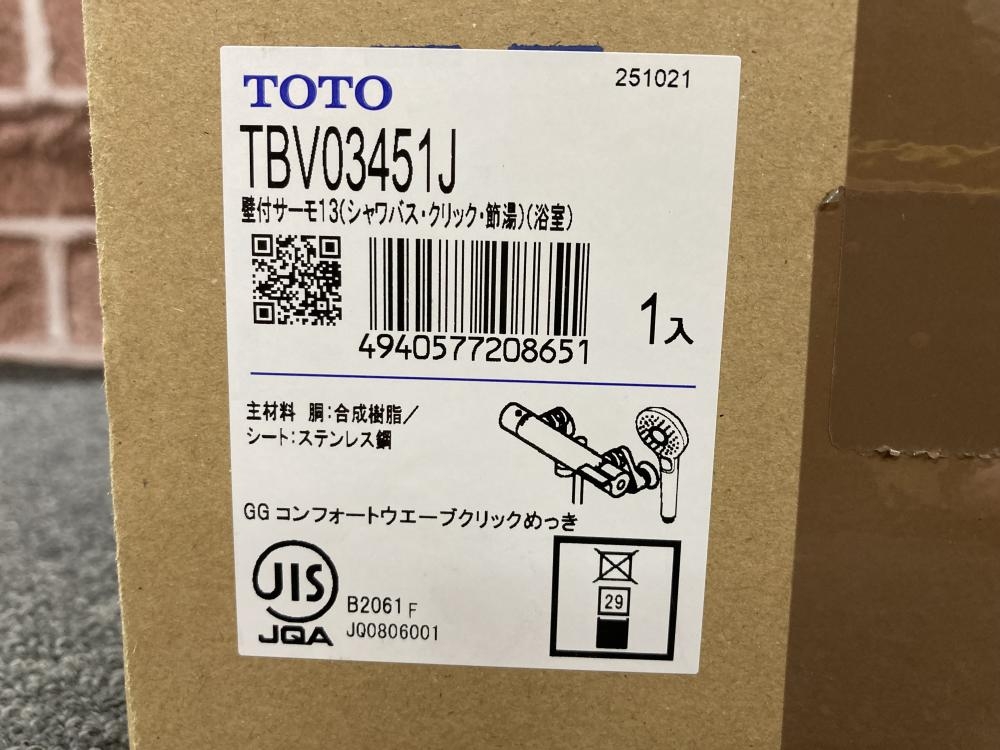 TOTO
251021
TBV03451J
壁付サーモ13(シャワバス・クリック・節湯)(浴室)
4940577208651
1入
主材料 胴:合成樹脂/
シート:ステンレス鋼
GGコンフォートウエーブクリックめっき
JIS
JQA
B2061 F
JQ0806001
29